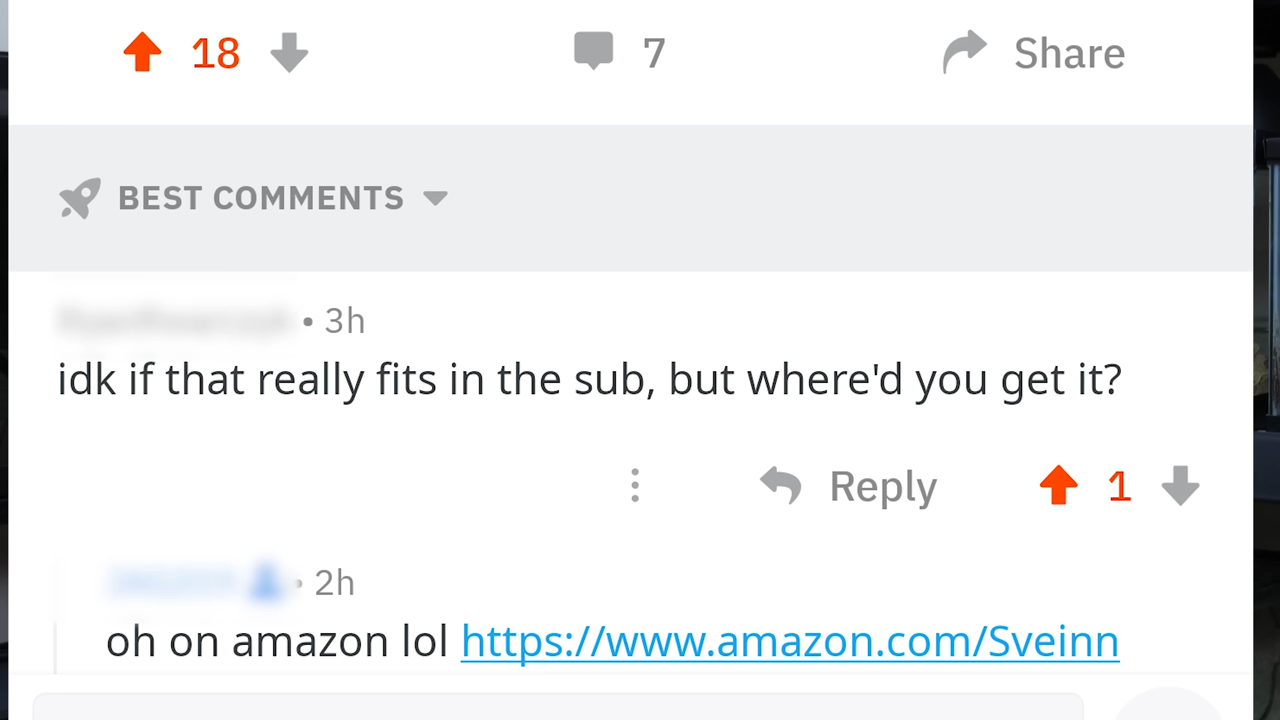 18 7 Share
BEST COMMENTS
• 3h
idk if that really fits in the sub, but where'd you get it?
Reply 1
• 2h
oh on amazon lol https://www.amazon.com/Sveinn